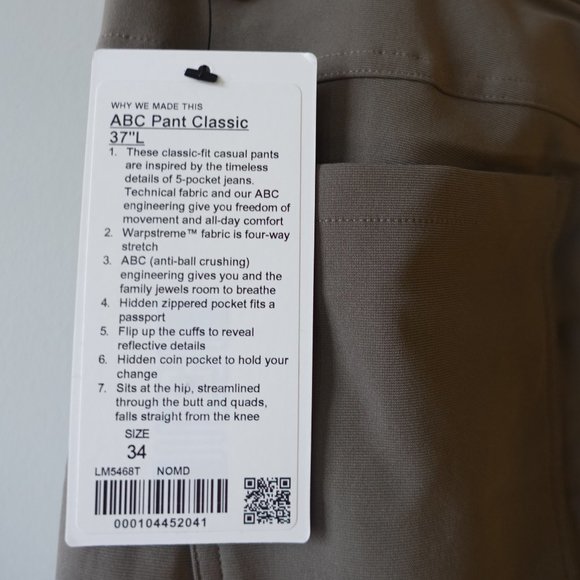 WHY WE MADE THIS
ABC Pant Classic
37"L
1. These classic-fit casual pants
are inspired by the timeless
details of 5-pocket jeans.
Technical fabric and our ABC
engineering give you freedom of
movement and all-day comfort
2. Warpstreme™ fabric is four-way
stretch
3. ABC (anti-ball crushing)
engineering gives you and the
family jewels room to breathe
4. Hidden zippered pocket fits a
passport
5. Flip up the cuffs to reveal
reflective details
6. Hidden coin pocket to hold your
change
7. Sits at the hip, streamlined
through the butt and quads,
falls straight from the knee
SIZE
34
LM5468T NOMD
000104452041